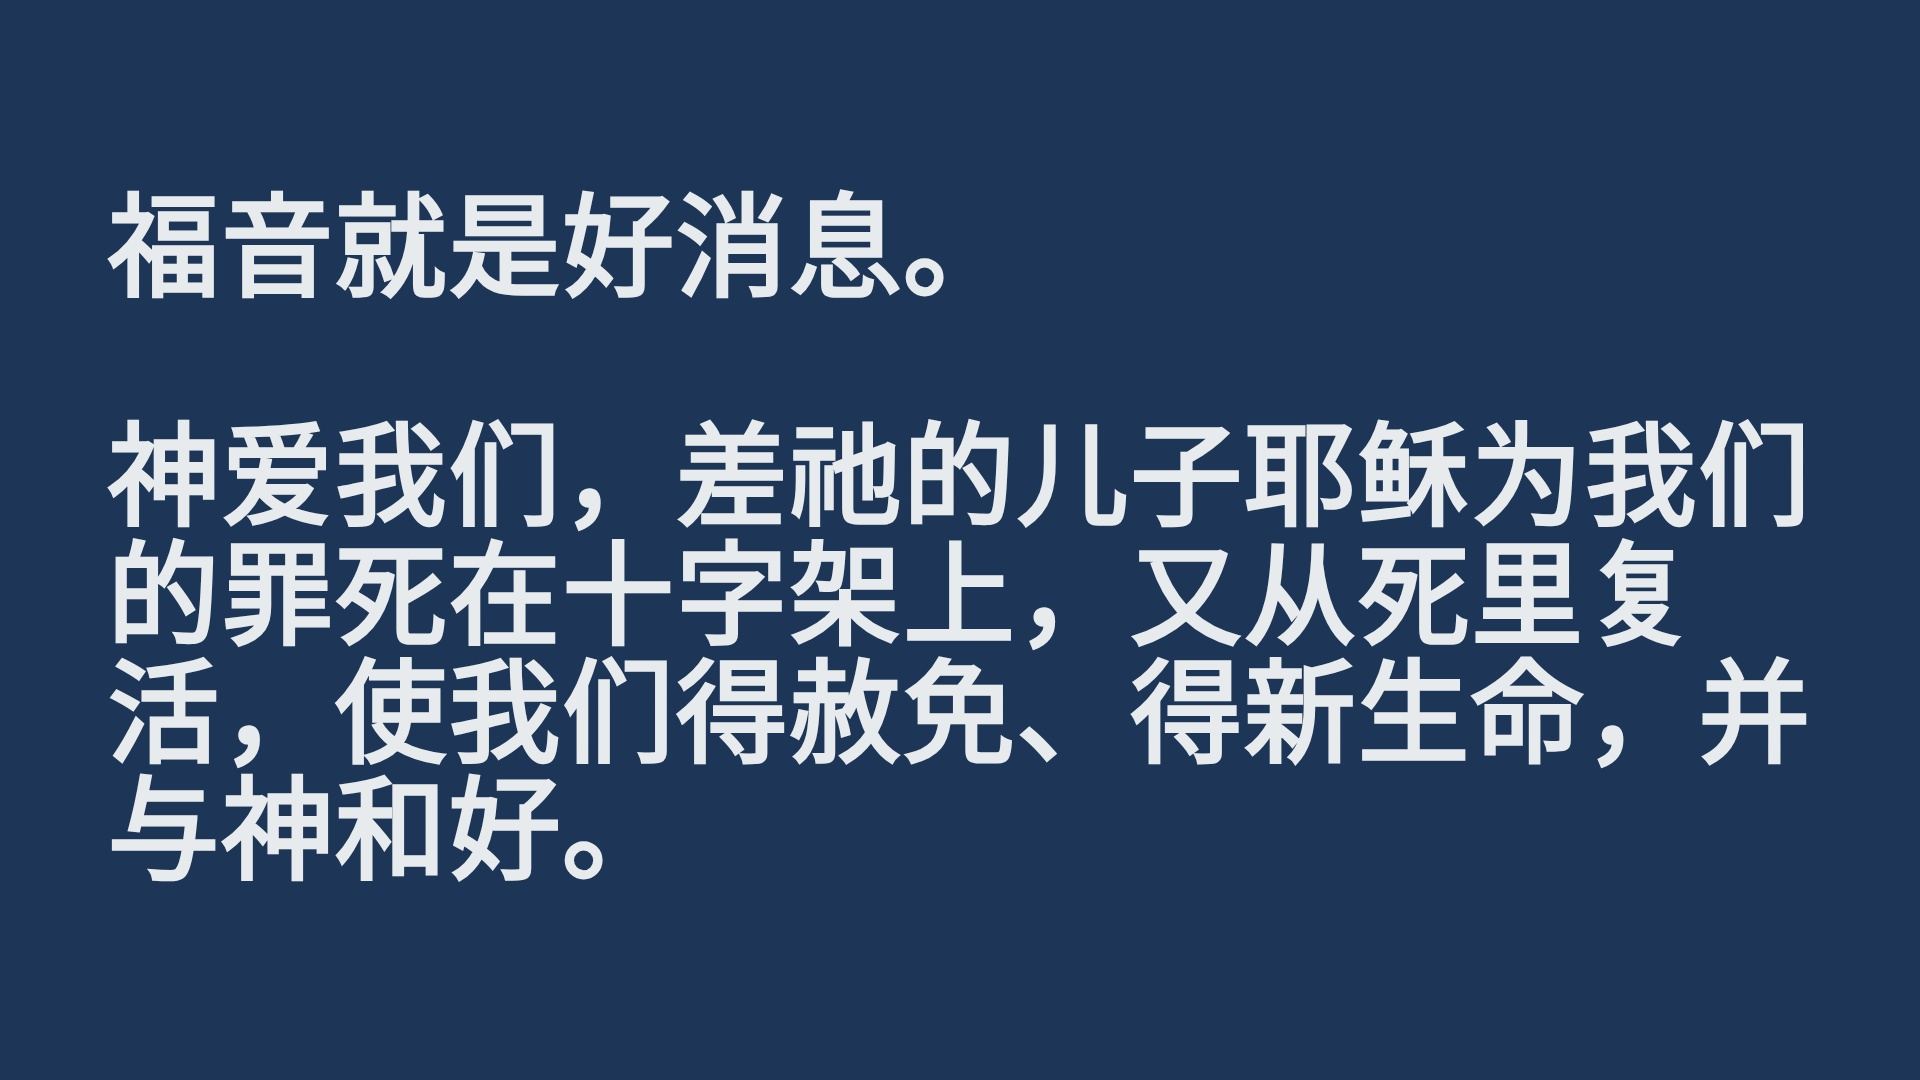 福音就是好消息。
神爱我们，差祂的儿子耶稣为我们
的罪死在十字架上，又从死里复
活，使我们得赦免、得新生命，并
与神和好。